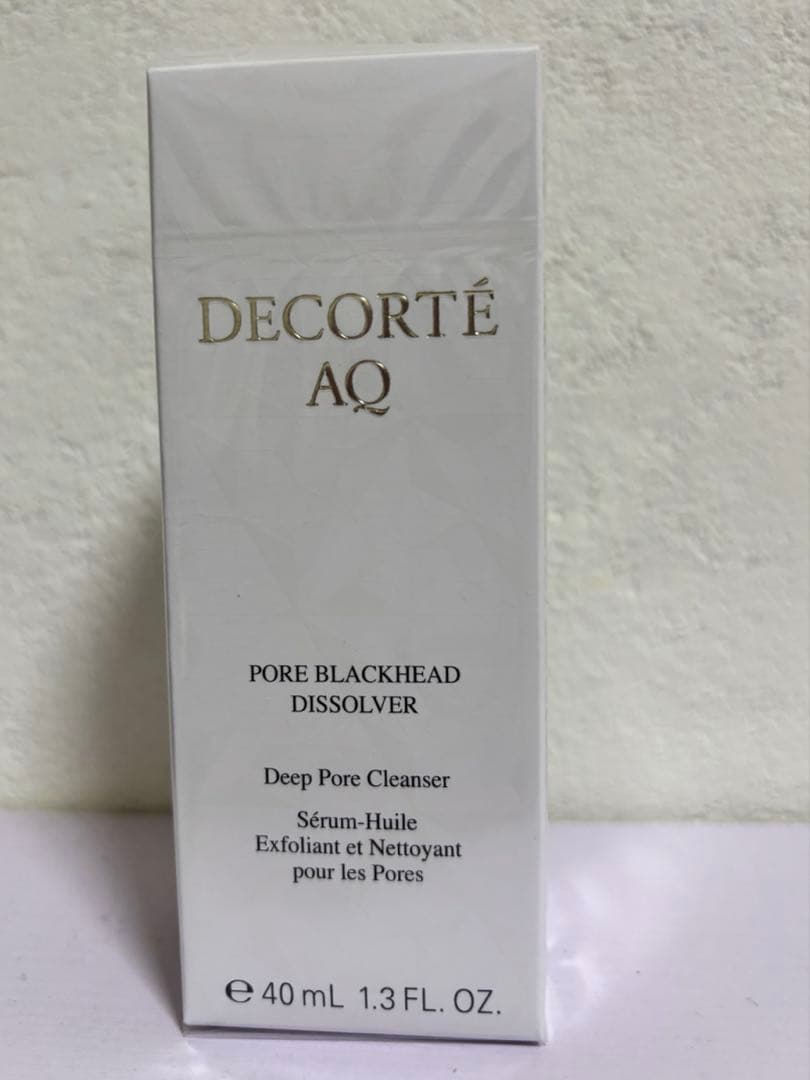 DECORTÉ
AQ
PORE BLACKHEAD
DISSOLVER
Deep Pore Cleanser
Sérum-Huile
Exfoliant et Nettoyant
pour les Pores
℮ 40 mL 1.3 FL. OZ.